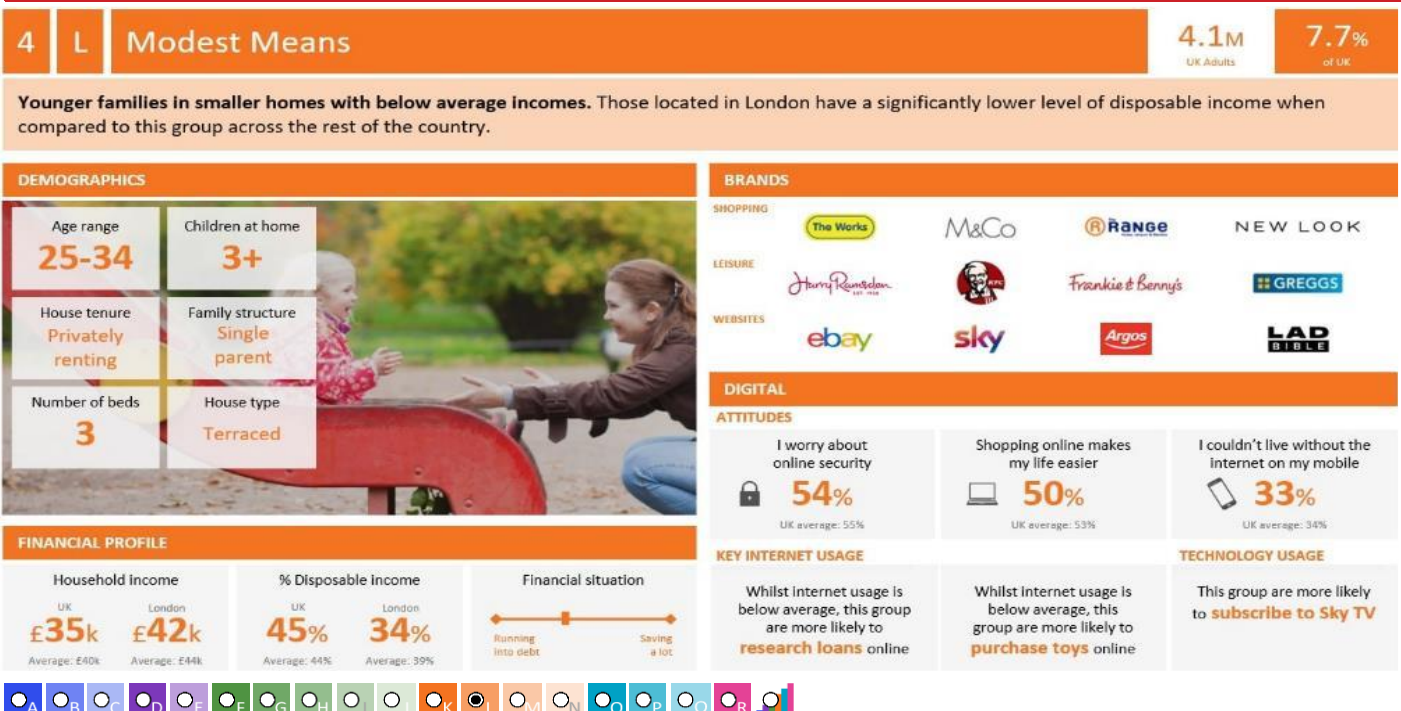 4 L Modest Means
4.1M
UK Adults
7.7%
of UK
Younger families in smaller homes with below average incomes. Those located in London have a significantly lower level of disposable income when
compared to this group across the rest of the country.
DEMOGRAPHICS
Age range
25-34
Children at home
3+
House tenure
Privately
renting
Family structure
Single
parent
Number of beds
3
House type
Terraced
FINANCIAL PROFILE
Household income
UK
£35k
Average: £40k
London
£42k
Average: £44k
% Disposable income
UK
45%
Average: 44%
London
34%
Average: 39%
Financial situation
Running
into debt
Saving
a lot
BRANDS
SHOPPING
The Works
M&Co
The Range
NEW LOOK
LEISURE
Harry Ramsden
EST. 1928
KFC
Frankie & Benny's
GREGGS
WEBSITES
ebay
sky
Argos
LAD
BIBLE
DIGITAL
ATTITUDES
I worry about
online security
54%
UK average: 55%
Shopping online makes
my life easier
50%
UK average: 53%
I couldn't live without the
internet on my mobile
33%
UK average: 34%
KEY INTERNET USAGE
Whilst internet usage is
below average, this group
are more likely to
research loans online
Whilst internet usage is
below average, this
group are more likely to
purchase toys online
TECHNOLOGY USAGE
This group are more likely
to subscribe to Sky TV
A B C D E F G H I J K L M N O P Q R